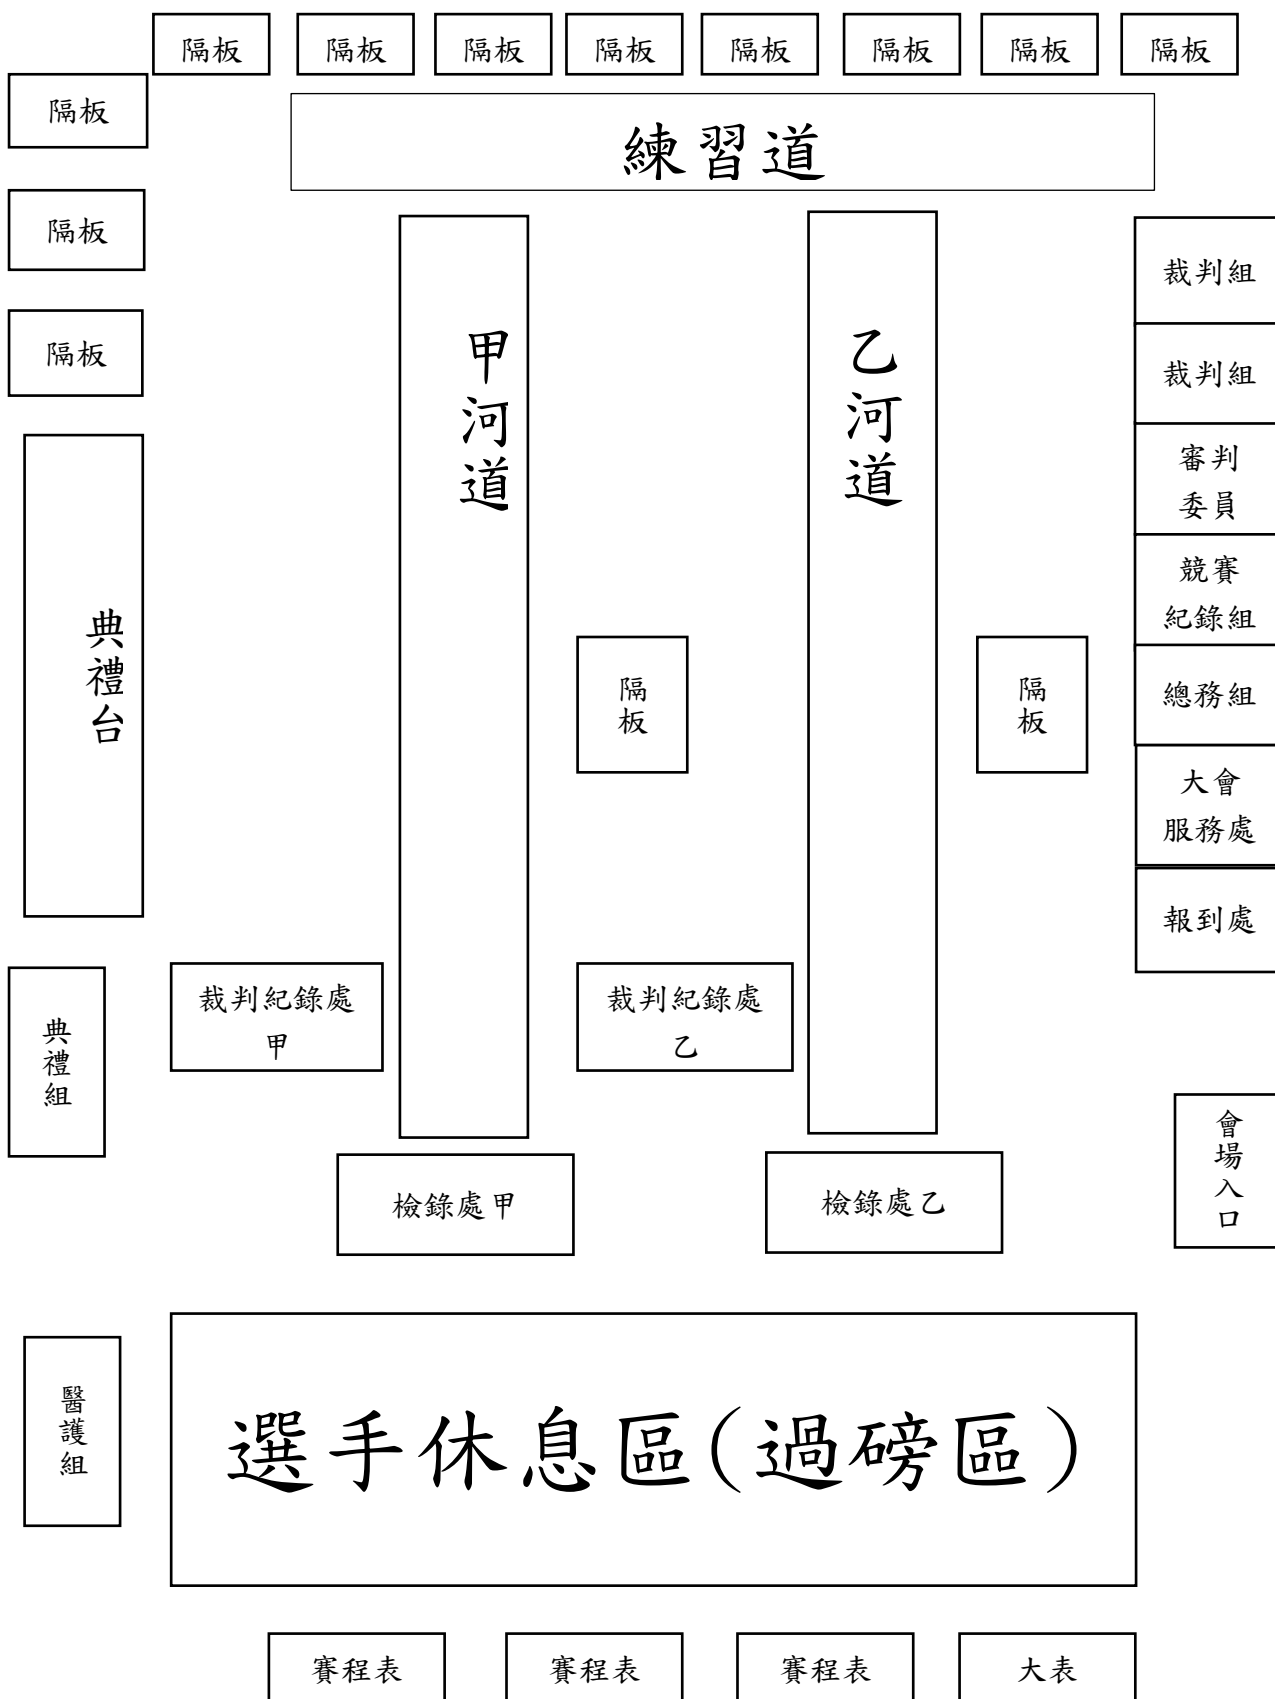 隔板
隔板
隔板
隔板
隔板
隔板
隔板
隔板
隔板
練習道
隔板
隔板
甲河道
乙河道
裁判組
裁判組
審判
委員
競賽
紀錄組
總務組
大會
服務處
報到處
典禮台
隔板
隔板
典禮組
裁判紀錄處
甲
裁判紀錄處
乙
會場入口
檢錄處甲
檢錄處乙
醫護組
選手休息區(過磅區)
賽程表
賽程表
賽程表
大表